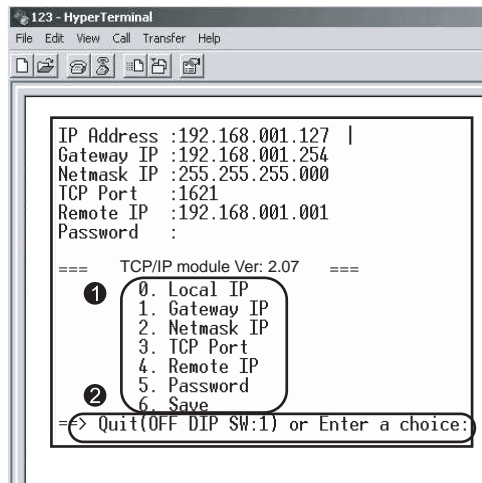 123 - HyperTerminal
File Edit View Call Transfer Help
IP Address :192.168.001.127 |
Gateway IP :192.168.001.254
Netmask IP :255.255.255.000
TCP Port :1621
Remote IP :192.168.001.001
Password :
=== TCP/IP module Ver: 2.07 ===
1
0. Local IP
1. Gateway IP
2. Netmask IP
3. TCP Port
4. Remote IP
5. Password
2
6. Save
==> Quit(OFF DIP SW:1) or Enter a choice: